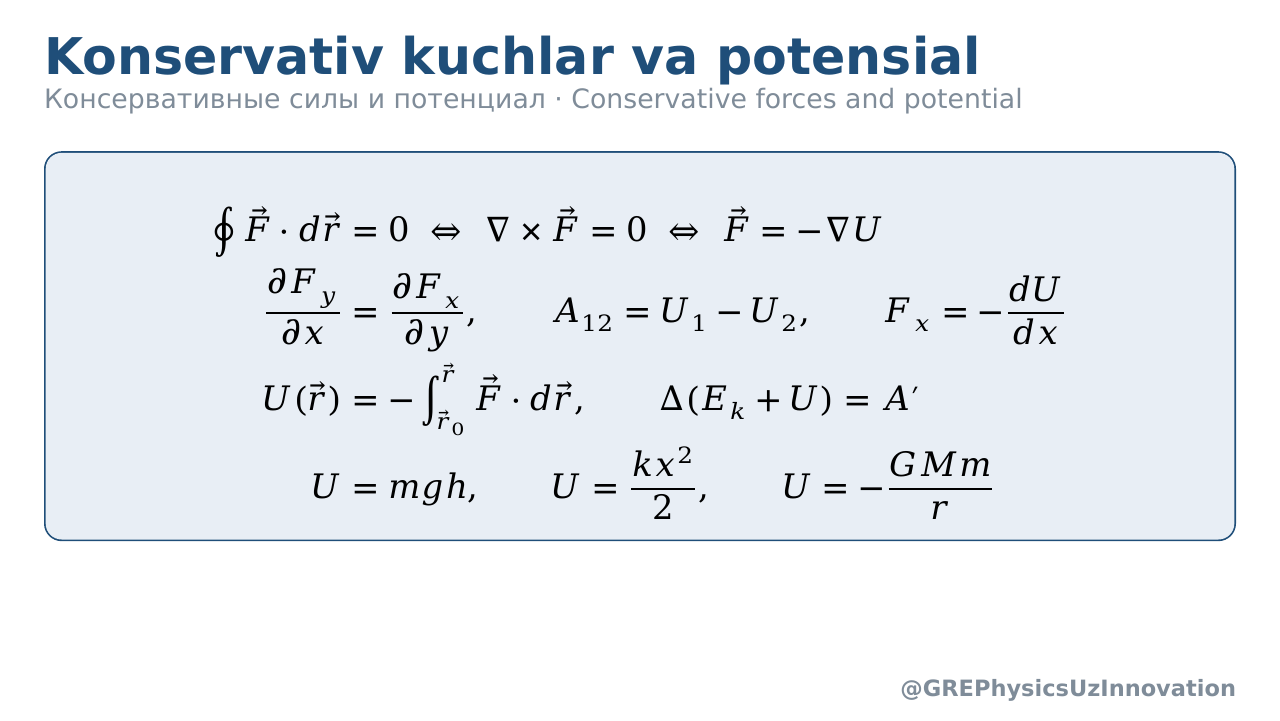 Konservativ kuchlar va potensial
Консервативные силы и потенциал · Conservative forces and potential
∮ F⃗ · dr⃗ = 0 ⇔ ∇ × F⃗ = 0 ⇔ F⃗ = −∇U
∂F_y/∂x = ∂F_x/∂y, A₁₂ = U₁ − U₂, F_x = −dU/dx
U(r⃗) = −∫_{r⃗₀}^{r⃗} F⃗ · dr⃗, Δ(E_k + U) = A′
U = mgh, U = kx²/2, U = −GMm/r
@GREPhysicsUzInnovation